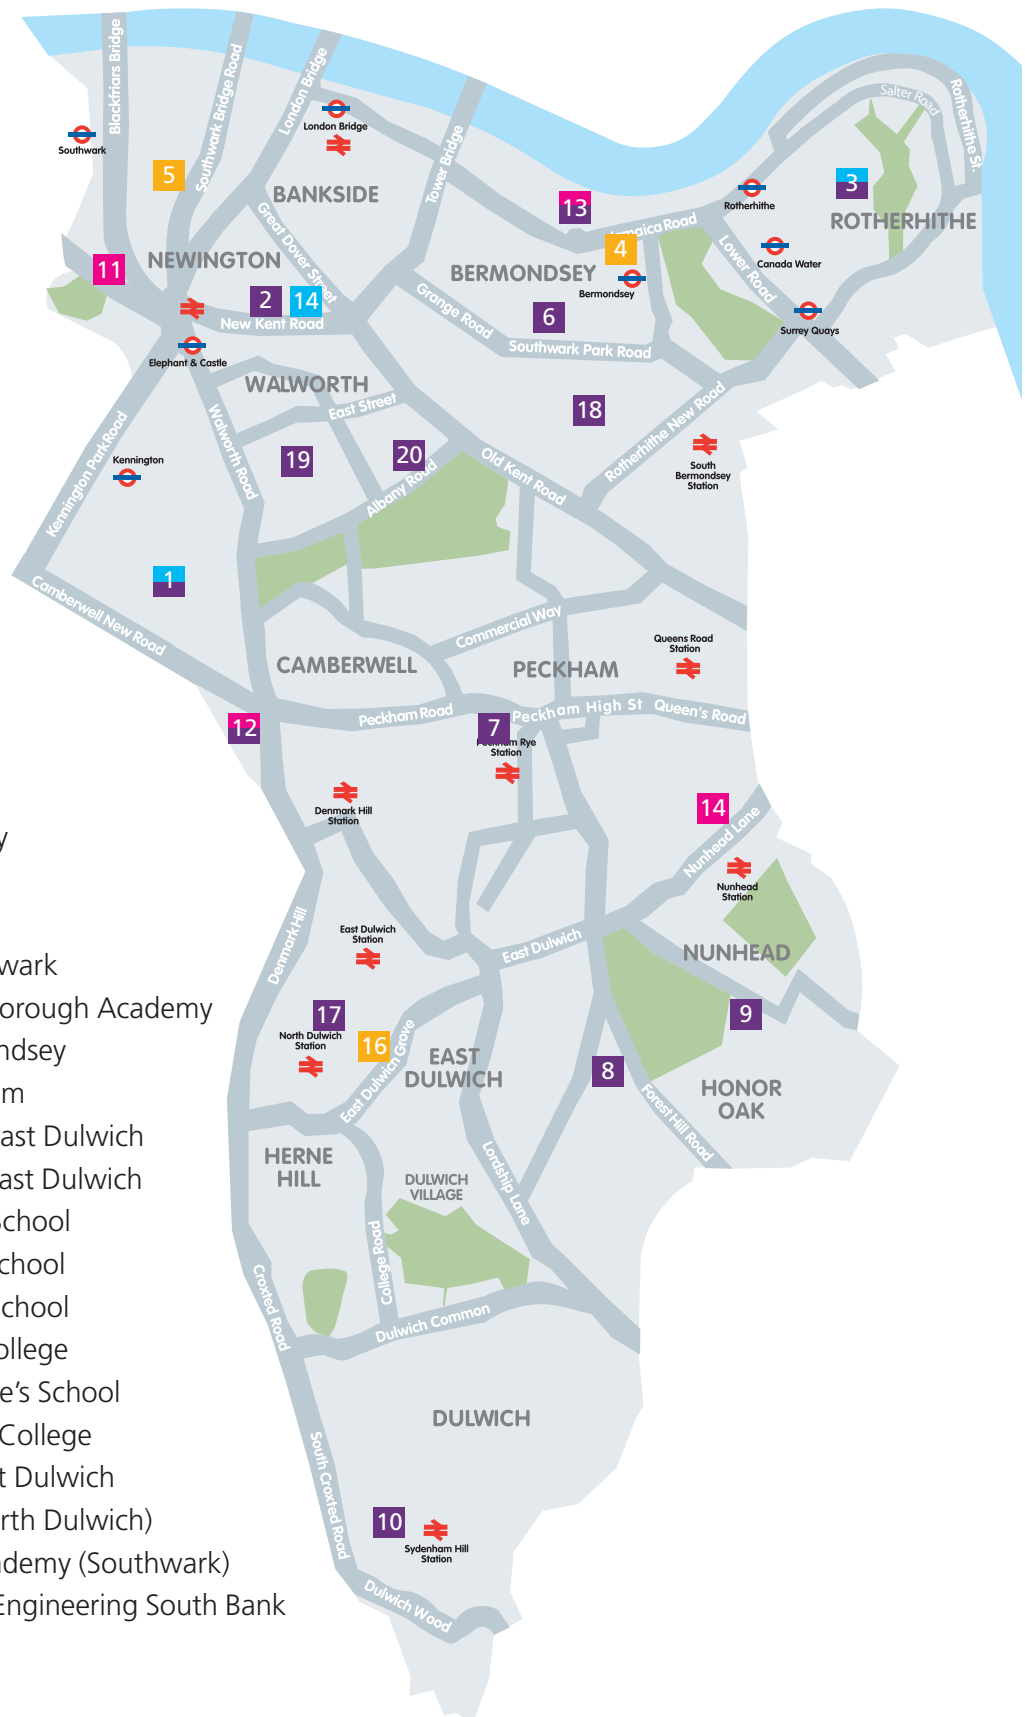 Blackfriars Bridge
Southwark Bridge Road
London Bridge
London Bridge
Southwark
5
BANKSIDE
Tower Bridge
Great Dover Street
13
Jamaica Road
4
Rotherhithe
3
ROTHERHITHE
Salter Road
Rotherhithe St.
Canada Water
Lower Road
Surrey Quays
11
NEWINGTON
2
14
New Kent Road
Elephant & Castle
BERMONDSEY
Bermondsey
Grange Road
6
Southwark Park Road
WALWORTH
East Street
18
Rotherhithe New Road
South
Bermondsey
Station
Kennington Park Road
Kennington
Walworth Road
19
20
Albany Road
Old Kent Road
1
Camberwell New Road
Commercial Way
CAMBERWELL
PECKHAM
Queens Road
Station
12
Peckham Road
7
Peckham High St
Queen's Road
Peckham Rye
Station
Denmark Hill
Station
14
Nunhead Lane
Nunhead
Station
NUNHEAD
Denmark Hill
East Dulwich
Station
East Dulwich
17
North Dulwich
Station
16
East Dulwich Grove
EAST
DULWICH
8
9
HONOR
OAK
Forest Hill Road
HERNE
HILL
DULWICH
VILLAGE
Lordship Lane
College Road
Croxted Road
Dulwich Common
DULWICH
South Croxted Road
10
Sydenham Hill
Station
Dulwich Wood
y
wark
orough Academy
ndsey
m
ast Dulwich
ast Dulwich
School
chool
school
ollege
e's School
College
t Dulwich
rth Dulwich)
ademy (Southwark)
Engineering South Bank